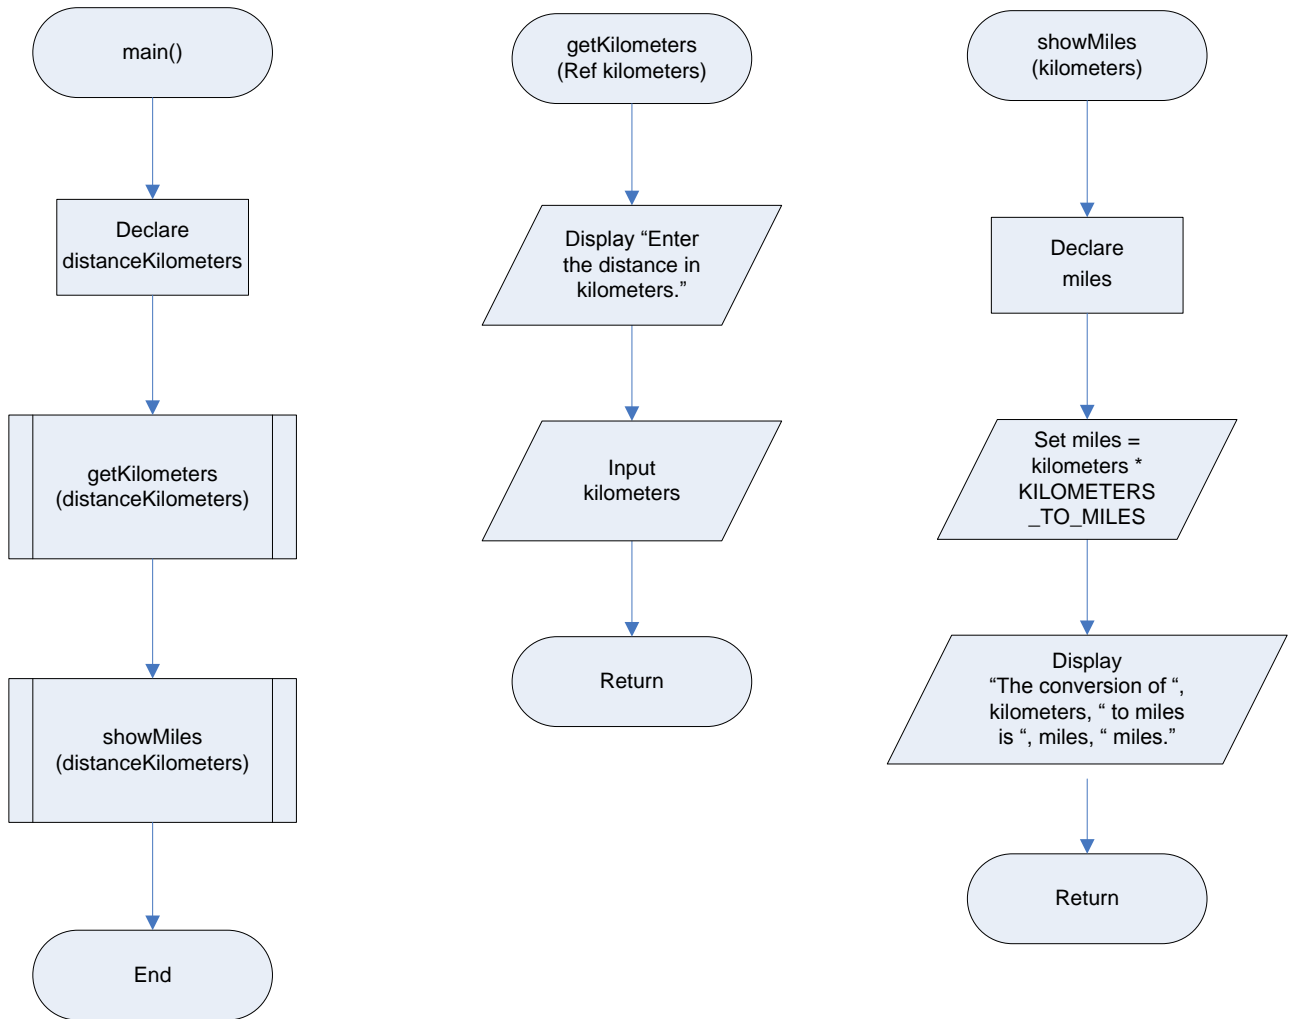 main()
Declare
distanceKilometers
getKilometers
(distanceKilometers)
showMiles
(distanceKilometers)
End
getKilometers
(Ref kilometers)
Display “Enter
the distance in
kilometers.”
Input
kilometers
Return
showMiles
(kilometers)
Declare
miles
Set miles =
kilometers *
KILOMETERS
_TO_MILES
Display
“The conversion of “,
kilometers, “ to miles
is “, miles, “ miles.”
Return